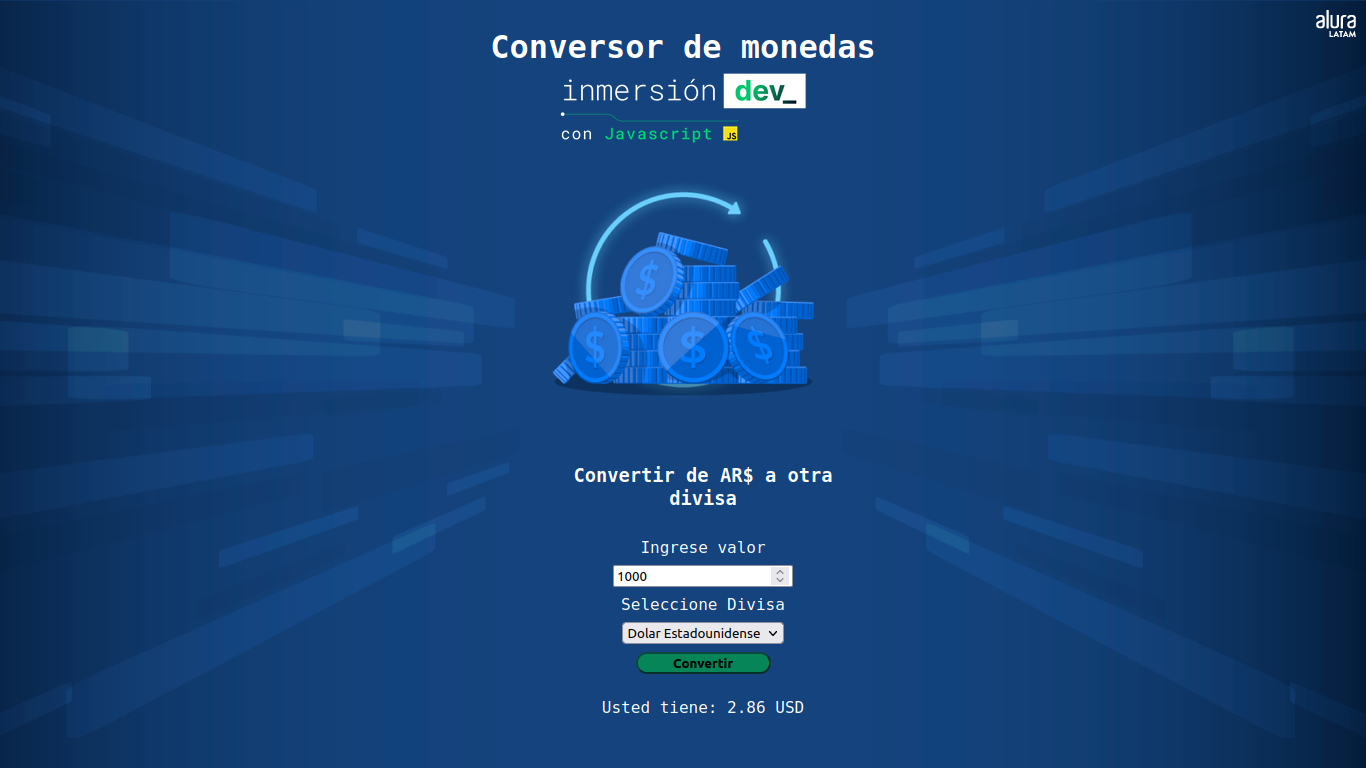 alura
LATAM
Conversor de monedas
inmersión dev_
con Javascript JS
$
$ $ $
Convertir de AR$ a otra
divisa
Ingrese valor
1000
Seleccione Divisa
Dolar Estadounidense
Convertir
Usted tiene: 2.86 USD